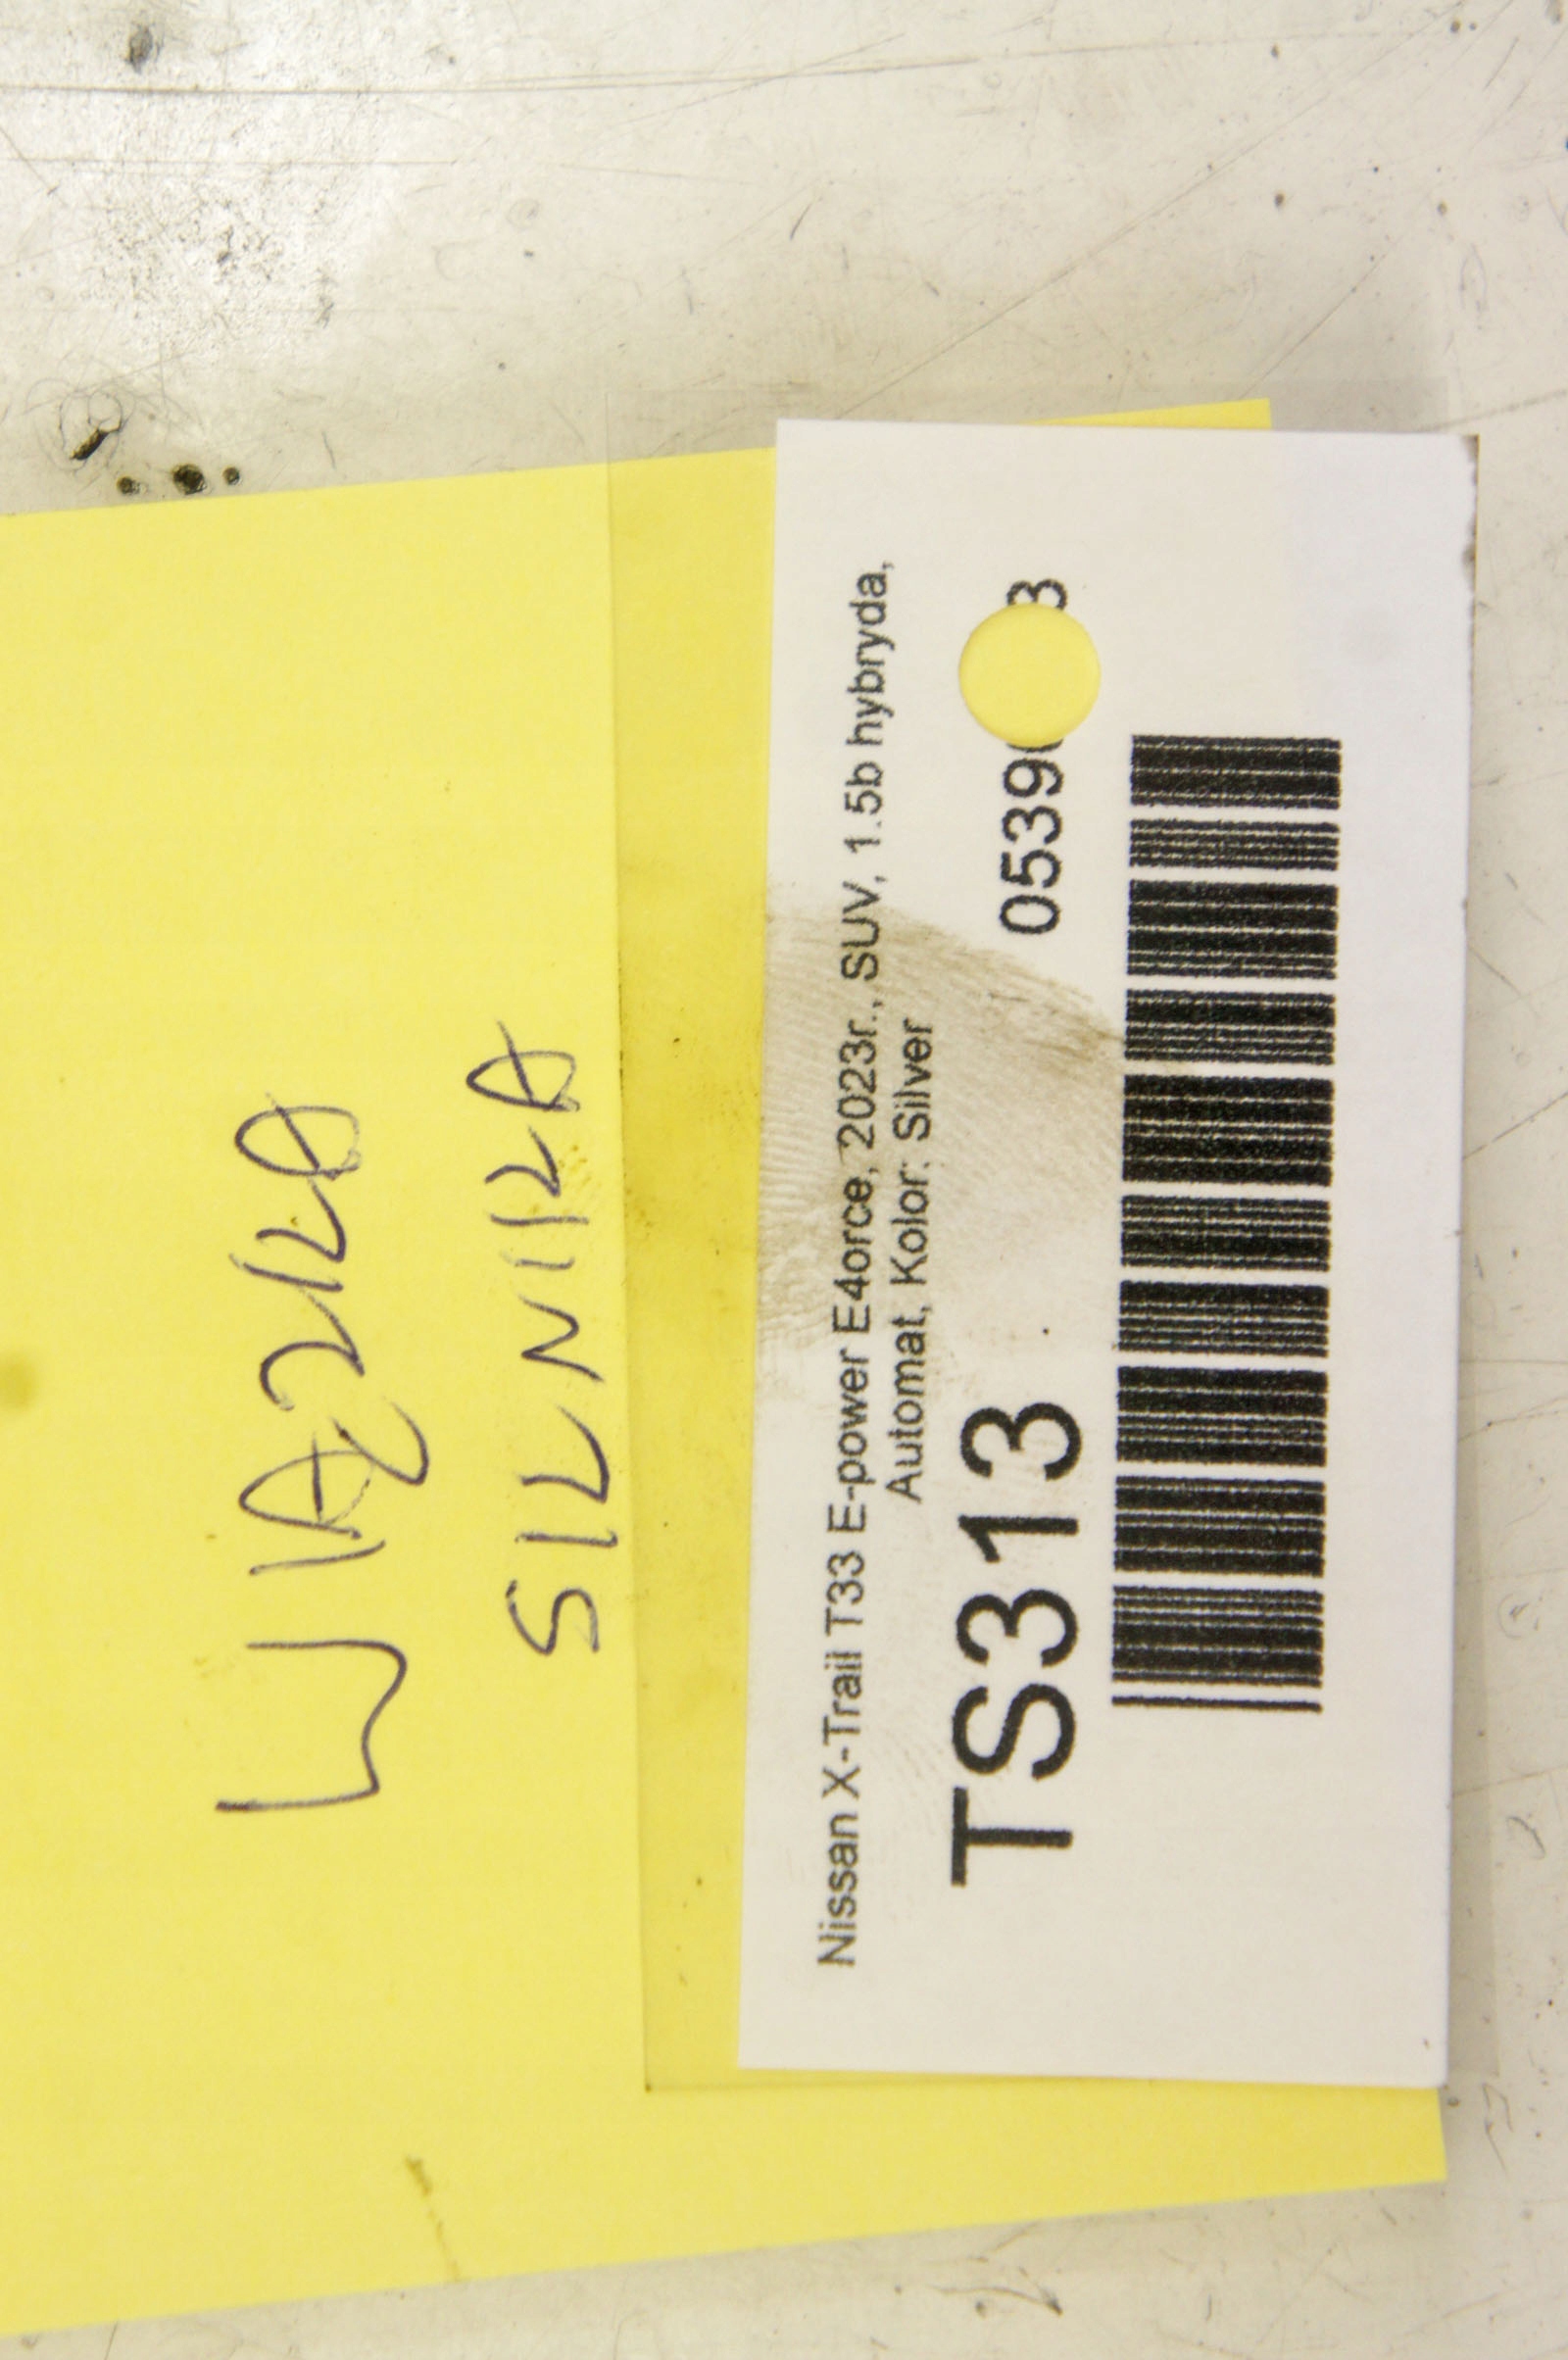 WIĄZKA
SILNIKA
Nissan X-Trail T33 E-power E4orce, 2023r., SUV, 1.5b hybryda,
Automat, Kolor: Silver
TS313